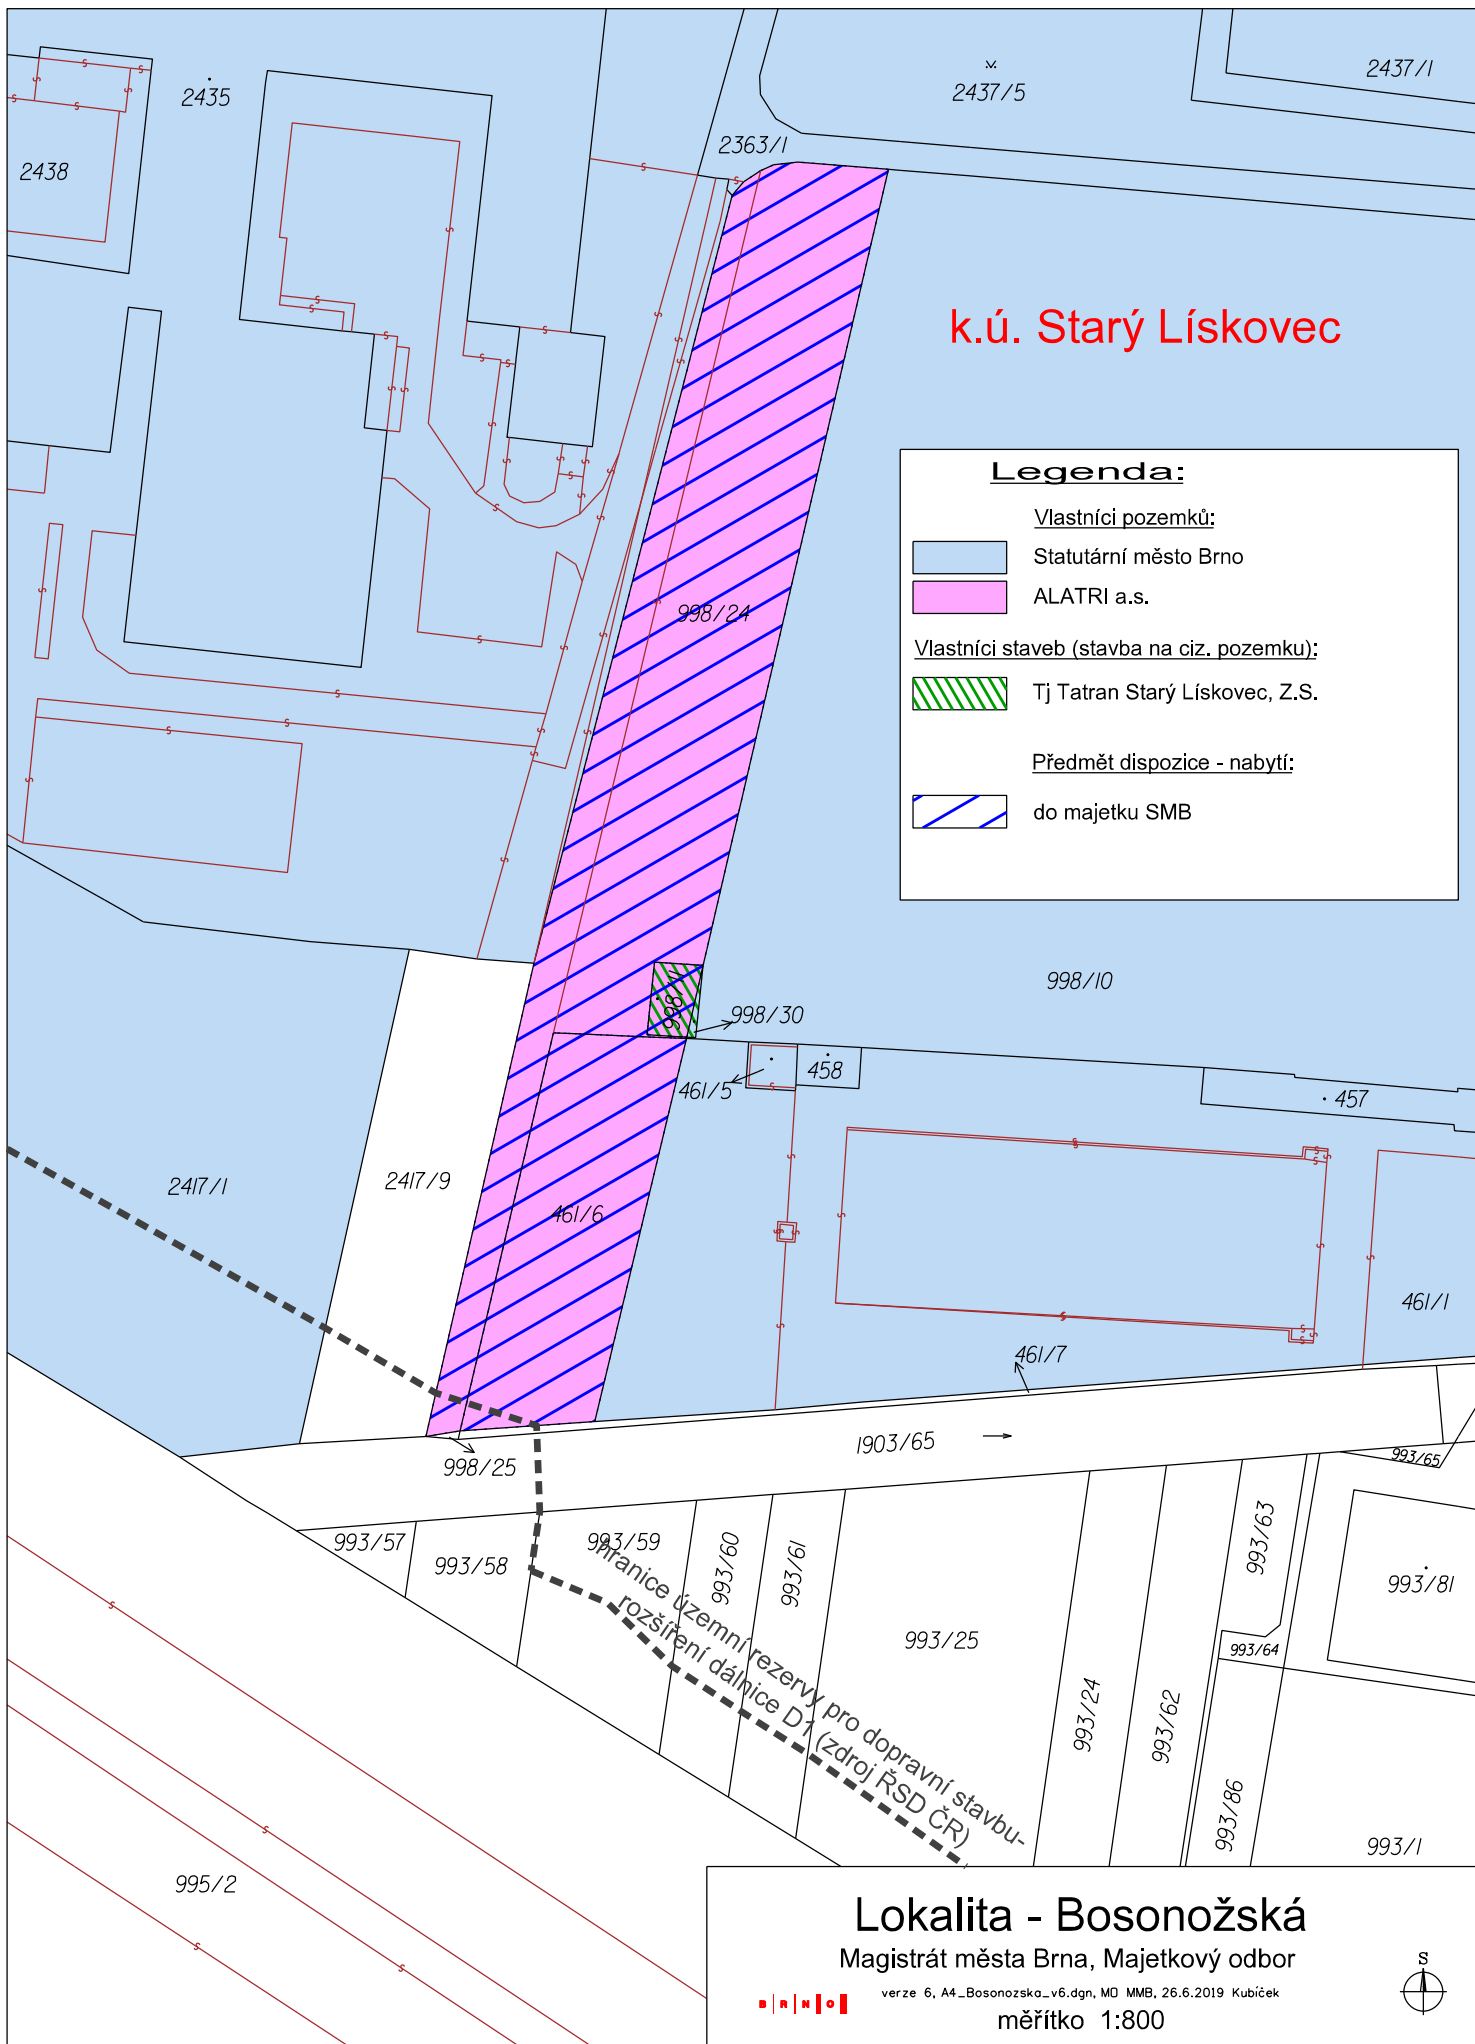 2435
2438
2437/5
2437/1
2363/1
k.ú. Starý Lískovec
Legenda:
Vlastníci pozemků:
Statutární město Brno
ALATRI a.s.
Vlastníci staveb (stavba na ciz. pozemku):
Tj Tatran Starý Lískovec, Z.S.
Předmět dispozice - nabytí:
do majetku SMB
998/24
998/10
998/30
461/5
458
457
2417/1
2417/9
461/6
461/1
461/7
1903/65
998/25
993/65
993/57
993/58
993/59
993/60
993/61
993/63
993/81
993/25
993/64
993/24
993/62
993/86
993/1
995/2
hranice územní rezervy pro dopravní stavbu-
rozšíření dálnice D1 (zdroj ŘSD ČR)
Lokalita - Bosonožská
Magistrát města Brna, Majetkový odbor
S
verze 6, A4_Bosonozska_v6.dgn, MO MMB, 26.6.2019 Kubíček
BRNO
měřítko 1:800